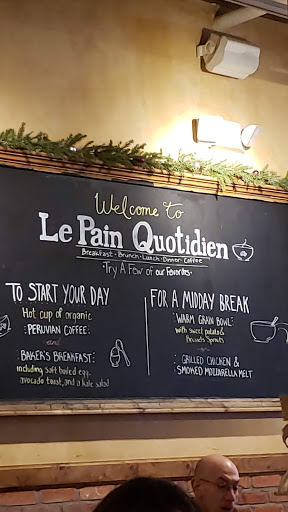 Welcome to
Le Pain Quotidien
Breakfast · Brunch · Lunch · Dinner · Coffee
· Try A Few of our Favorites ·
TO START YOUR DAY
Hot cup of organic
: PERUVIAN COFFEE :
and
BAKER'S BREAKFAST :
including soft boiled egg,
avocado toast, and a kale salad
FOR A MIDDAY BREAK
: WARM GRAIN BOWL :
with sweet potato &
Brussels Sprouts
: GRILLED CHICKEN &
SMOKED MOZZARELLA MELT